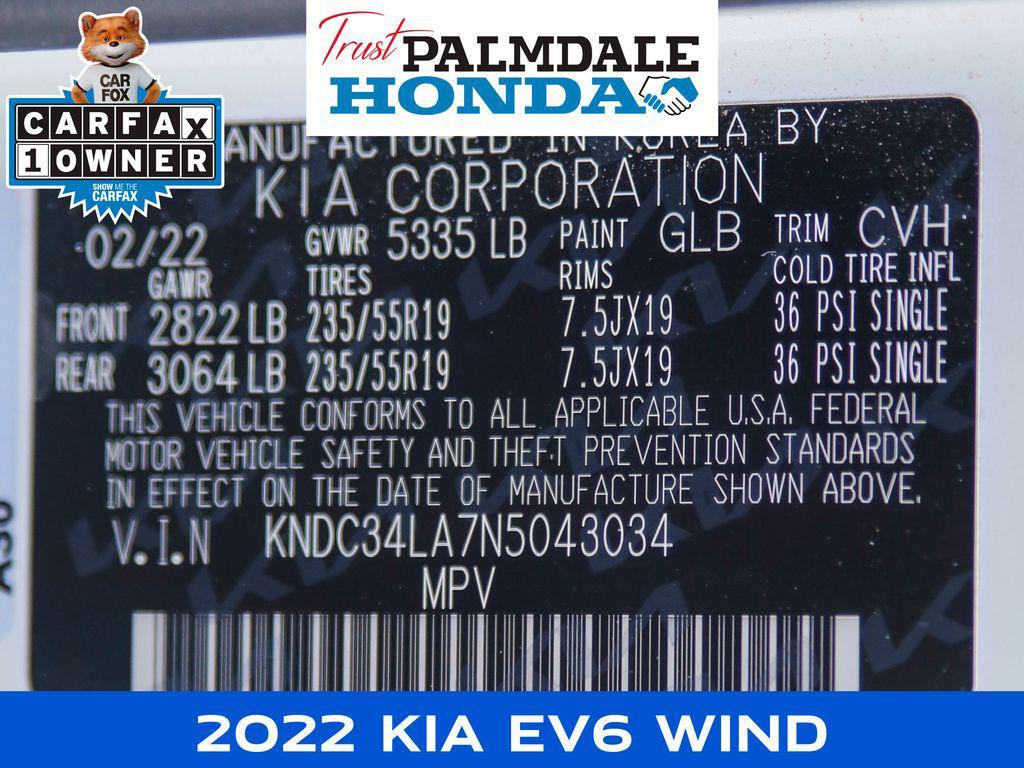 CAR
FOX
CARFAX
1 OWNER
SHOW ME THE
CARFAX
Trust PALMDALE
HONDA
MANUFACTURED IN KOREA BY
KIA CORPORATION
02/22 GVWR 5335 LB PAINT GLB TRIM CVH
GAWR TIRES RIMS COLD TIRE INFL
FRONT 2822 LB 235/55R19 7.5JX19 36 PSI SINGLE
REAR 3064 LB 235/55R19 7.5JX19 36 PSI SINGLE
THIS VEHICLE CONFORMS TO ALL APPLICABLE U.S.A. FEDERAL
MOTOR VEHICLE SAFETY AND THEFT PREVENTION STANDARDS
IN EFFECT ON THE DATE OF MANUFACTURE SHOWN ABOVE.
V.I.N KNDC34LA7N5043034
MPV
2022 KIA EV6 WIND